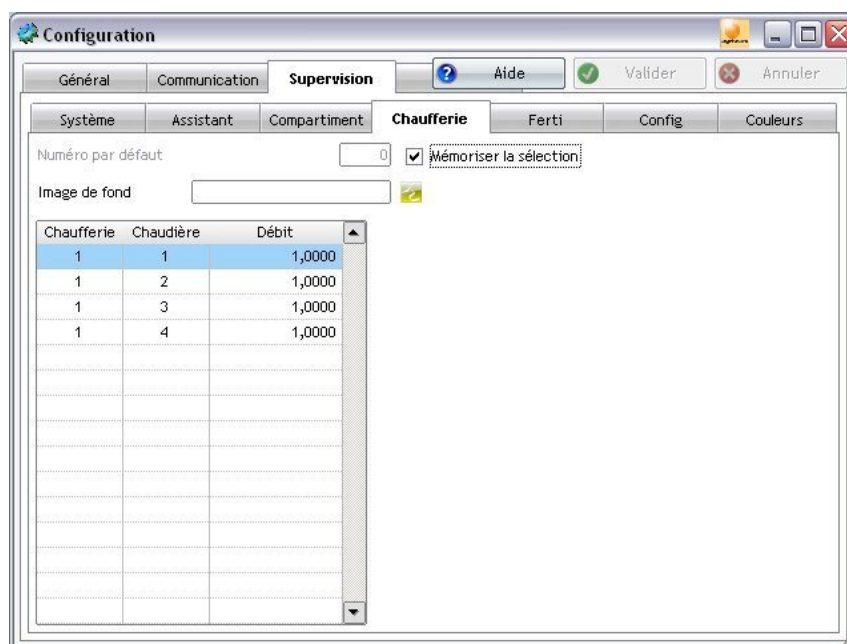 Configuration
Général Communication Supervision Aide Valider Annuler
Système Assistant Compartiment Chaufferie Ferti Config Couleurs
Numéro par défaut 0 Mémoriser la sélection
Image de fond
Chaufferie Chaudière Débit
1 1 1,0000
1 2 1,0000
1 3 1,0000
1 4 1,0000